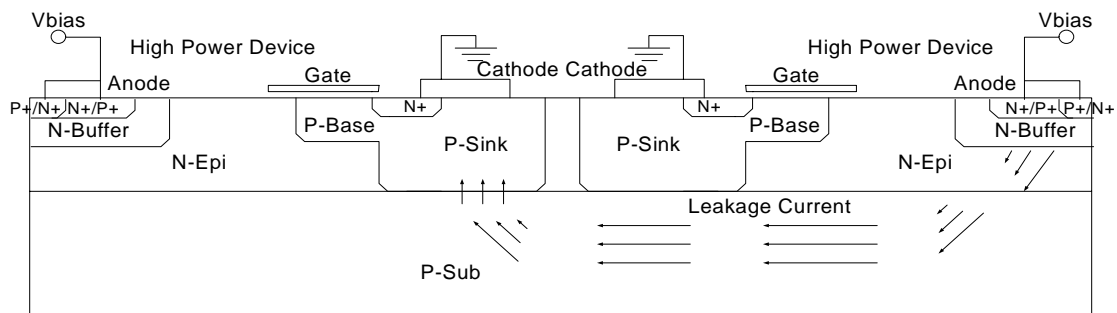 Vbias Vbias
High Power Device High Power Device
Gate Cathode Cathode Gate
Anode Anode
P+/N+ N+/P+ N+ N+ N+/P+ P+/N+
N-Buffer P-Base P-Base N-Buffer
P-Sink P-Sink
N-Epi N-Epi
Leakage Current
P-Sub